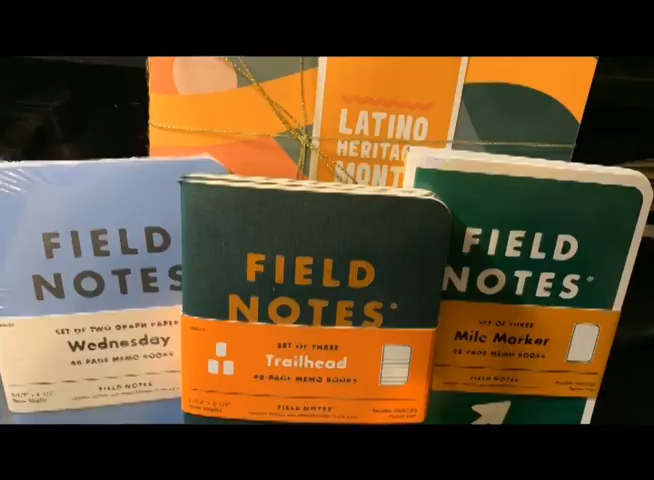 LATINO
HERITAGE
MONTH
FIELD
NOTES
SET OF TWO GRAPH PAPER
Wednesday
48-PAGE MEMO BOOKS
FIELD NOTES
FIELD
NOTES®
SET OF THREE
Trailhead
48-PAGE MEMO BOOKS
FIELD NOTES®
FIELD
NOTES®
SET OF THREE
Mile Marker
48-PAGE MEMO BOOKS
FIELD NOTES